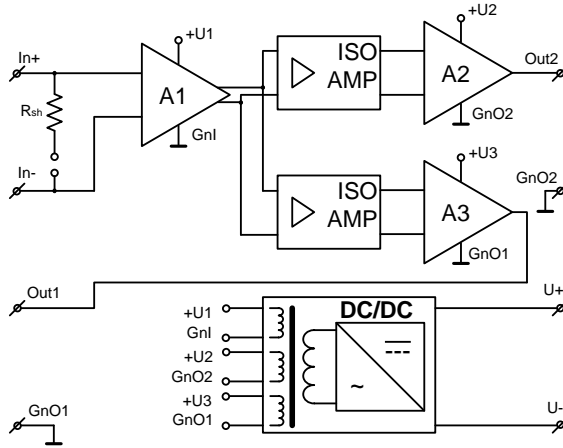 +U1
+U2
In+
ISO
AMP
Out2
Rsh
A1
A2
GnI
GnO2
In-
+U3
ISO
AMP
A3
GnO2
GnO1
Out1
+U1
DC/DC
U+
GnI
+U2
GnO2
+U3
~
GnO1
GnO1
U-